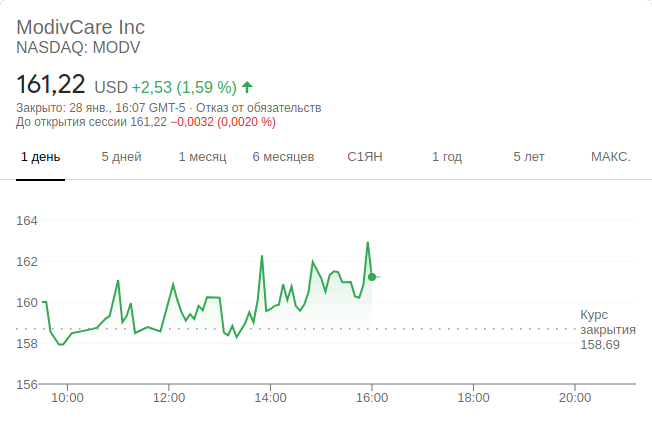 ModivCare Inc
NASDAQ: MODV
161,22 USD +2,53 (1,59 %)
Закрыто: 28 янв., 16:07 GMT-5 · Отказ от обязательств
До открытия сессии 161,22 −0,0032 (0,0020 %)
1 день 5 дней 1 месяц 6 месяцев С1ЯН 1 год 5 лет МАКС.
164
162
160
Курс
закрытия
158,69
158
156
10:00 12:00 14:00 16:00 18:00 20:00